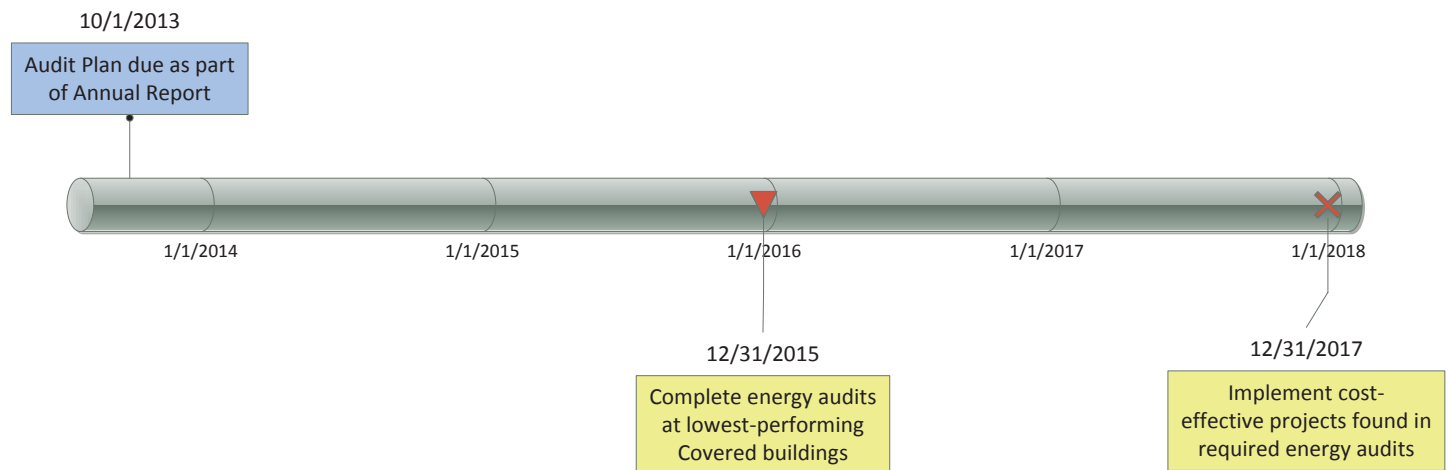 10/1/2013
Audit Plan due as part
of Annual Report
1/1/2014
1/1/2015
1/1/2016
1/1/2017
1/1/2018
12/31/2015
Complete energy audits
at lowest-performing
Covered buildings
12/31/2017
Implement cost-
effective projects found in
required energy audits